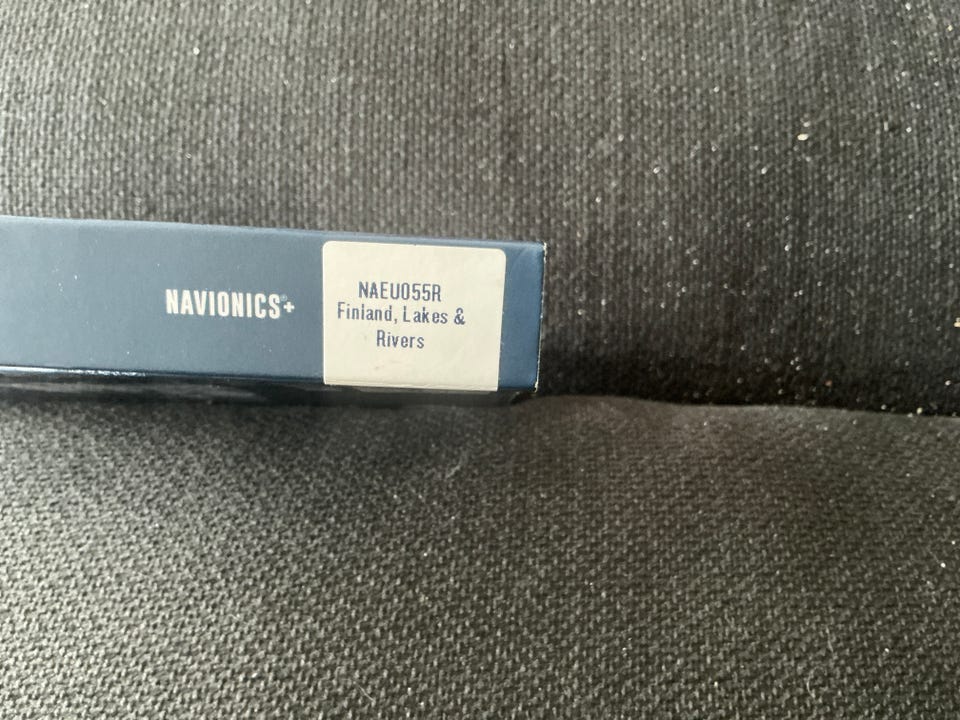 NAVIONICS®+
NAEU055R
Finland, Lakes &
Rivers